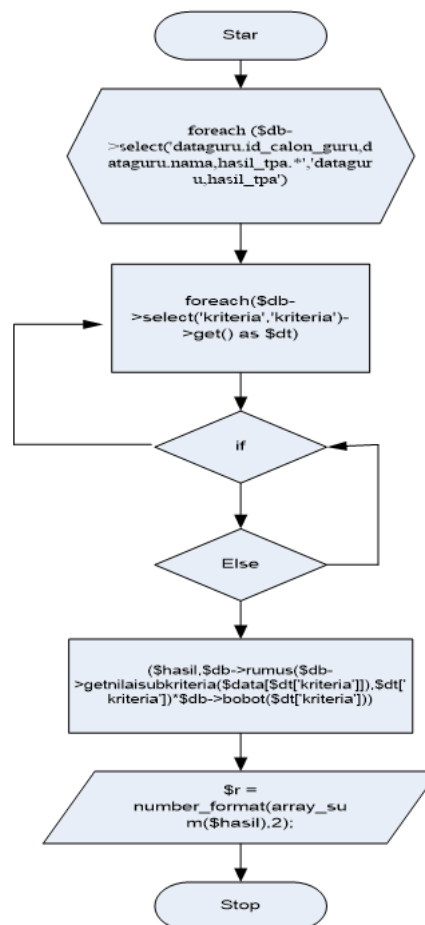 Star
foreach ($db-
>select('dataguru.id_calon_guru,d
ataguru.nama,hasil_tpa.*','datagur
u,hasil_tpa')
foreach($db-
>select('kriteria','kriteria')-
>get() as $dt)
if
Else
($hasil,$db->rumus($db-
>getnilaisubkriteria($data[$dt['kriteria']]),$dt['
kriteria'])*$db->bobot($dt['kriteria']))
$r =
number_format(array_su
m($hasil),2);
Stop